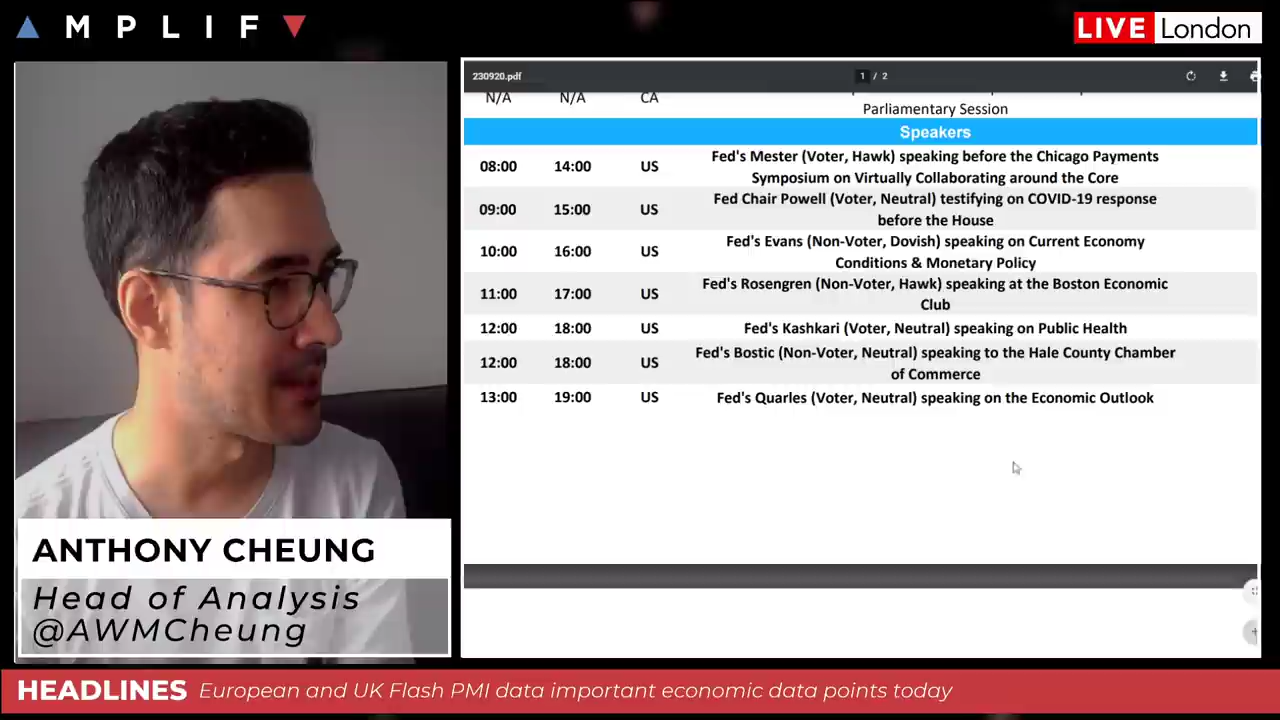 AMPLIFY
LIVE London
230920.pdf
1 / 2
N/A N/A CA
Parliamentary Session
Speakers
08:00 14:00 US Fed's Mester (Voter, Hawk) speaking before the Chicago Payments
Symposium on Virtually Collaborating around the Core
09:00 15:00 US Fed Chair Powell (Voter, Neutral) testifying on COVID-19 response
before the House
10:00 16:00 US Fed's Evans (Non-Voter, Dovish) speaking on Current Economy
Conditions & Monetary Policy
11:00 17:00 US Fed's Rosengren (Non-Voter, Hawk) speaking at the Boston Economic
Club
12:00 18:00 US Fed's Kashkari (Voter, Neutral) speaking on Public Health
12:00 18:00 US Fed's Bostic (Non-Voter, Neutral) speaking to the Hale County Chamber
of Commerce
13:00 19:00 US Fed's Quarles (Voter, Neutral) speaking on the Economic Outlook
ANTHONY CHEUNG
Head of Analysis
@AWMCheung
HEADLINES European and UK Flash PMI data important economic data points today